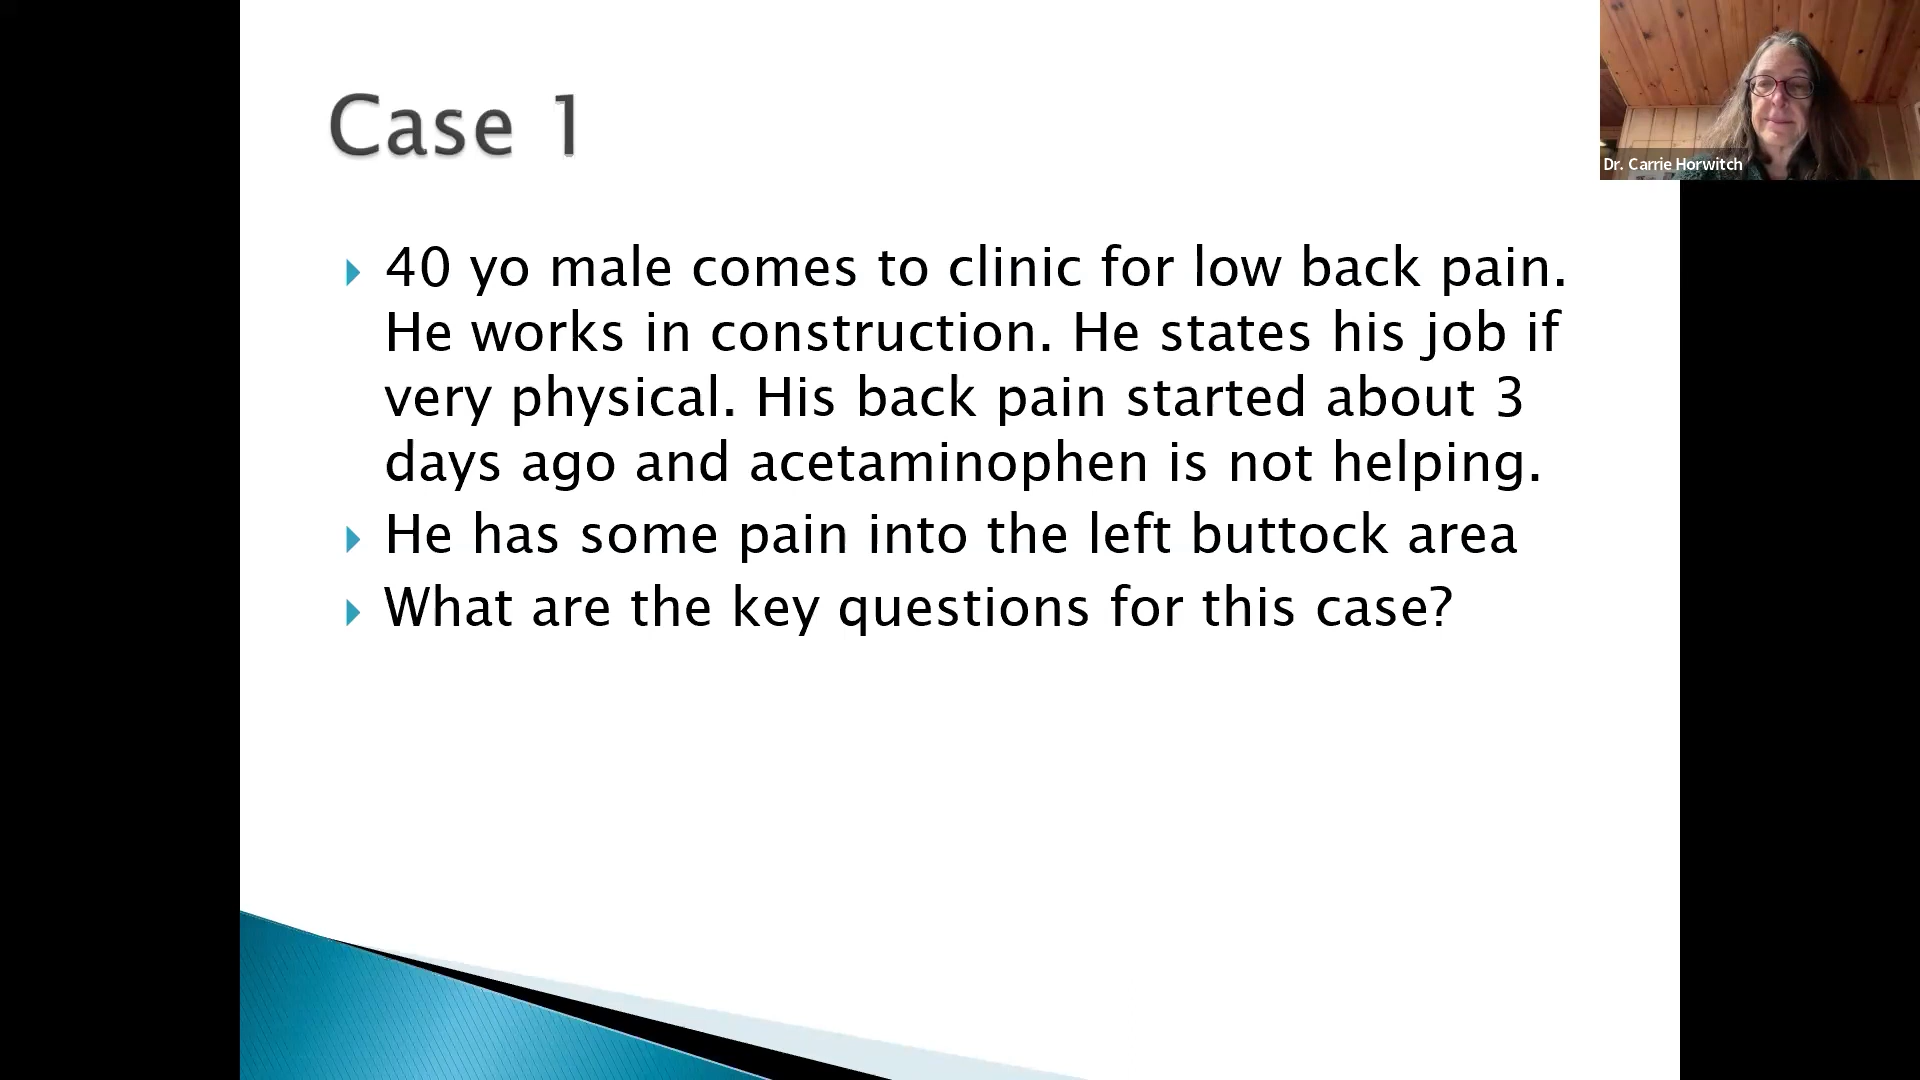 Case 1
Dr. Carrie Horwitch
40 yo male comes to clinic for low back pain.
He works in construction. He states his job if
very physical. His back pain started about 3
days ago and acetaminophen is not helping.
He has some pain into the left buttock area
What are the key questions for this case?